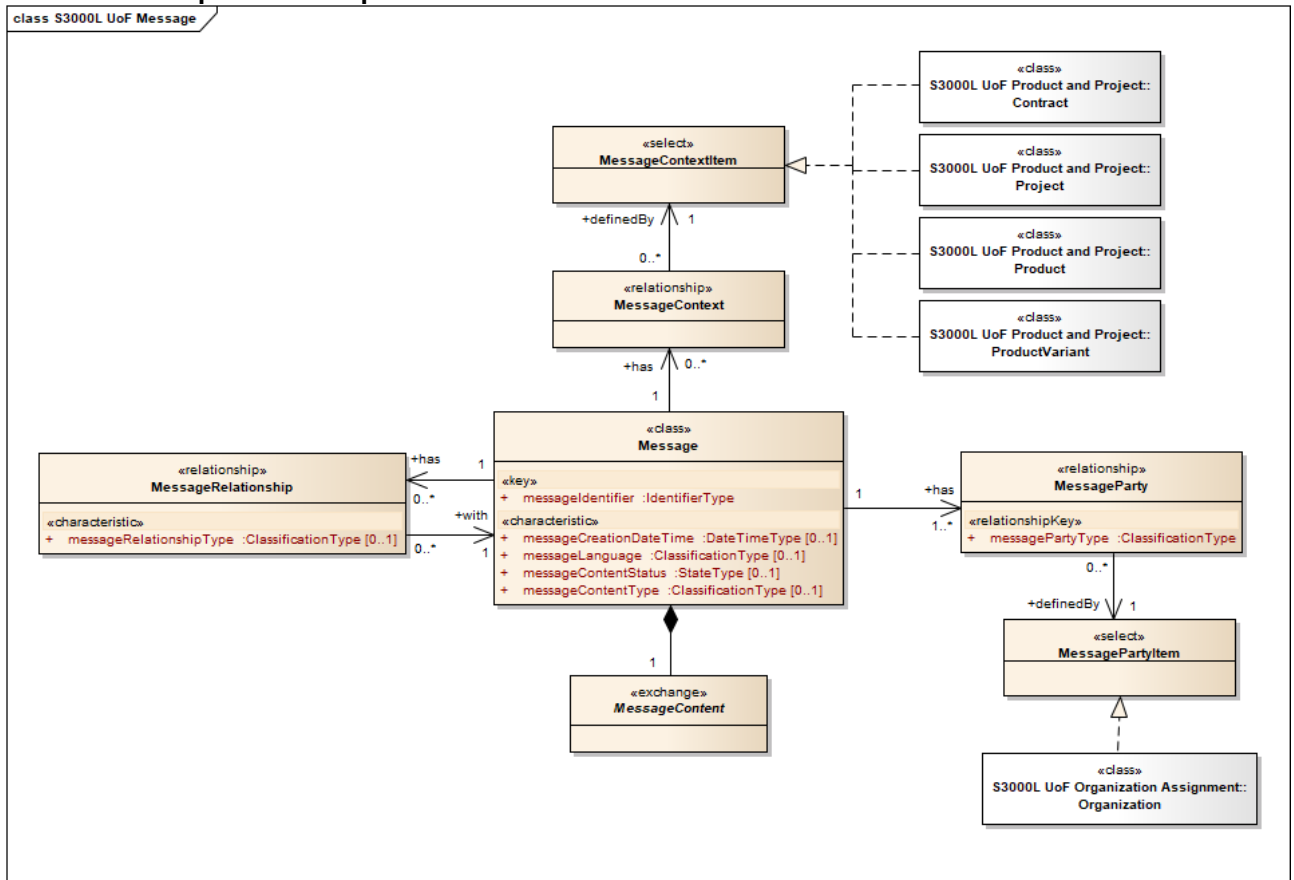 class S3000L UoF Message
«class»
S3000L UoF Product and Project::
Contract
«select»
MessageContextItem
«class»
S3000L UoF Product and Project::
Project
+definedBy
1
«class»
S3000L UoF Product and Project::
Product
0..*
«relationship»
MessageContext
«class»
S3000L UoF Product and Project::
ProductVariant
+has
0..*
1
«class»
Message
«key»
+ messageIdentifier :IdentifierType
«characteristic»
+ messageCreationDateTime :DateTimeType [0..1]
+ messageLanguage :ClassificationType [0..1]
+ messageContentStatus :StateType [0..1]
+ messageContentType :ClassificationType [0..1]
«relationship»
MessageRelationship
«characteristic»
+ messageRelationshipType :ClassificationType [0..1]
+has
1
0..*
+with
0..*
1
1
+has
1..*
«relationship»
MessageParty
«relationshipKey»
+ messagePartyType :ClassificationType
0..*
+definedBy
1
«select»
MessagePartyItem
1
«exchange»
MessageContent
«class»
S3000L UoF Organization Assignment::
Organization